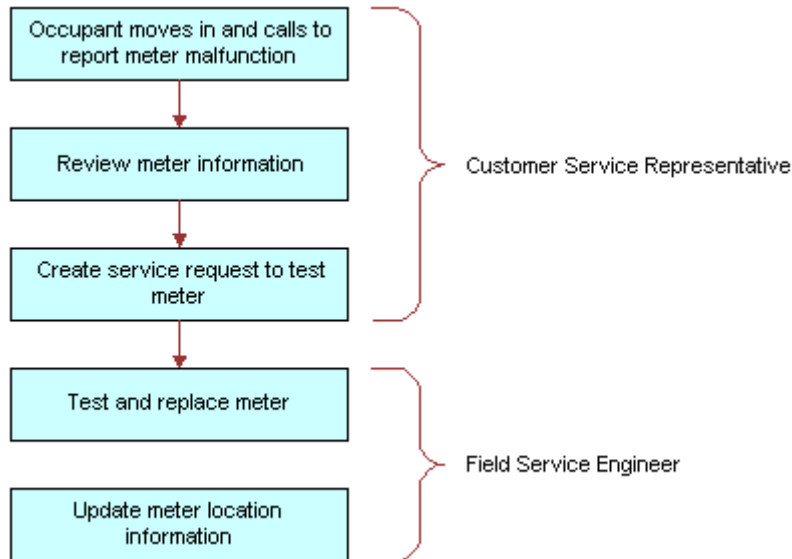 Occupant moves in and calls to
report meter malfunction
Review meter information
Create service request to test
meter
Customer Service Representative
Test and replace meter
Update meter location
information
Field Service Engineer